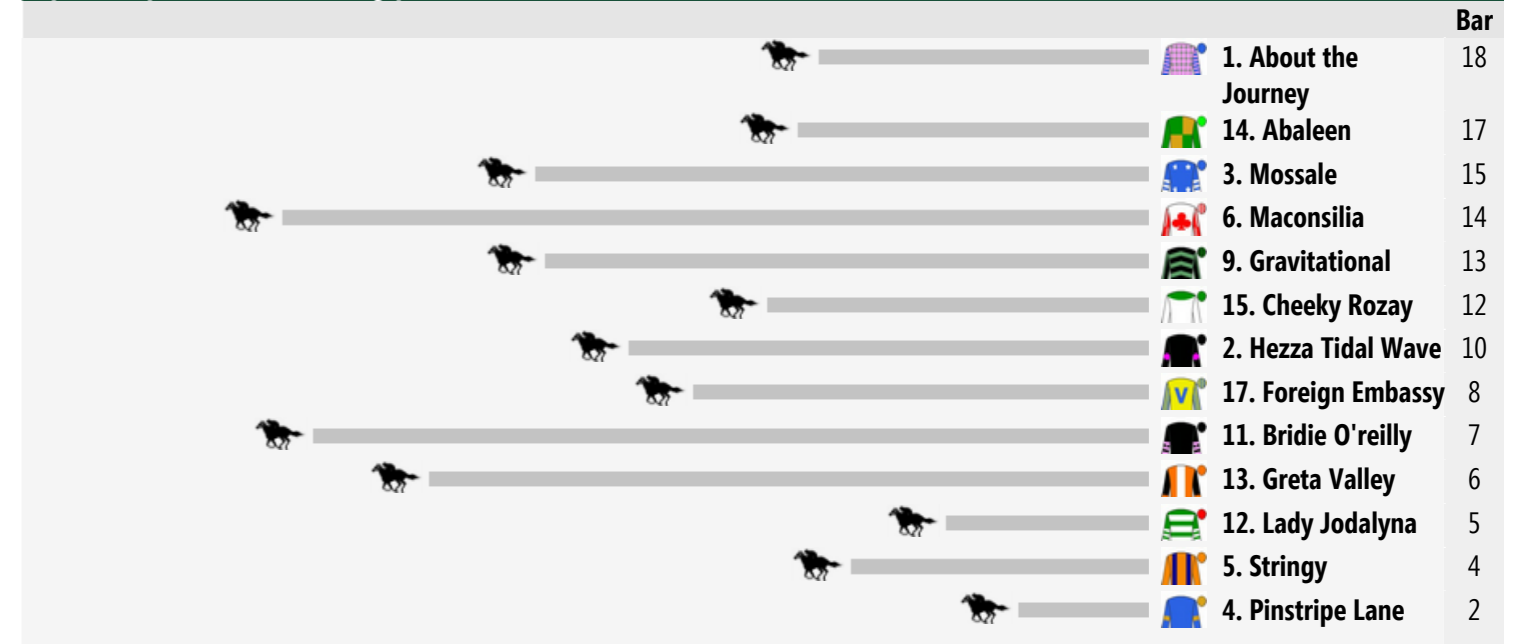 Bar
1. About the 18
Journey
14. Abaleen 17
3. Mossale 15
6. Maconsilia 14
9. Gravitational 13
15. Cheeky Rozay 12
2. Hezza Tidal Wave 10
V 17. Foreign Embassy 8
11. Bridie O'reilly 7
13. Greta Valley 6
12. Lady Jodalyna 5
5. Stringy 4
4. Pinstripe Lane 2